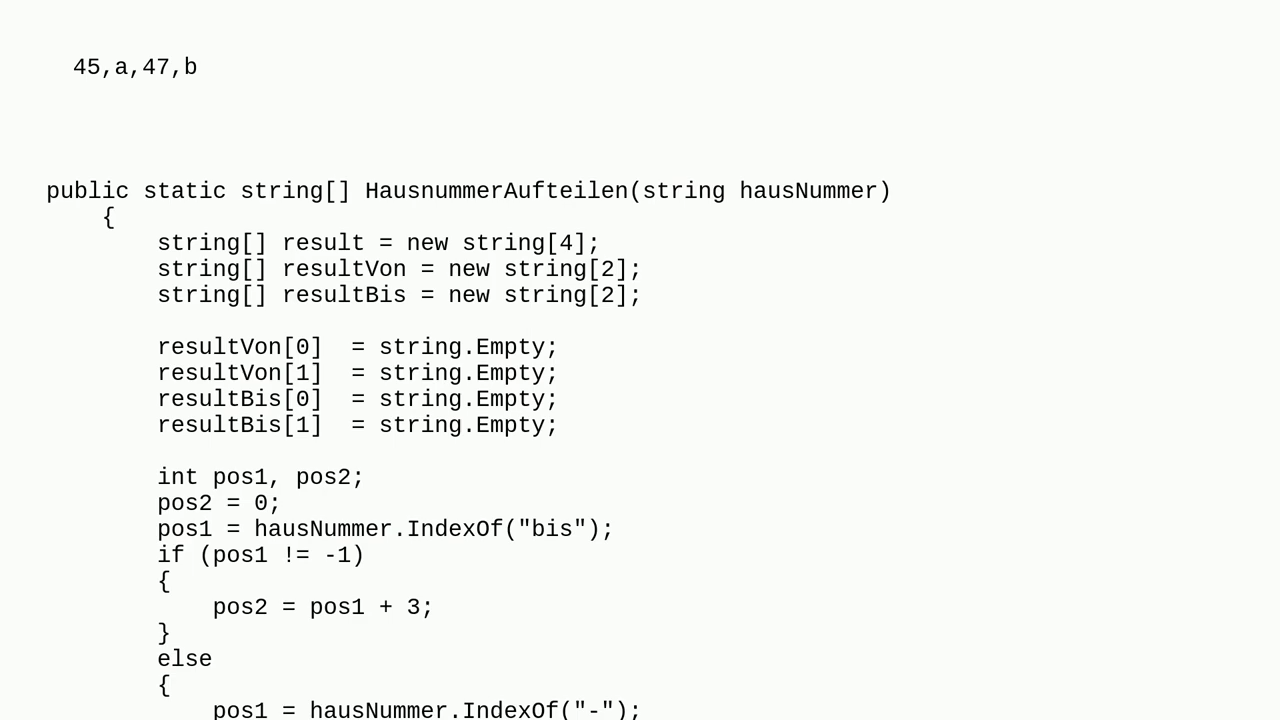 45,a,47,b
public static string[] HausnummerAufteilen(string hausNummer)
{
string[] result = new string[4];
string[] resultVon = new string[2];
string[] resultBis = new string[2];
resultVon[0]  = string.Empty;
resultVon[1]  = string.Empty;
resultBis[0]  = string.Empty;
resultBis[1]  = string.Empty;
int pos1, pos2;
pos2 = 0;
pos1 = hausNummer.IndexOf("bis");
if (pos1 != -1)
{
pos2 = pos1 + 3;
}
else
{
pos1 = hausNummer.IndexOf("-");